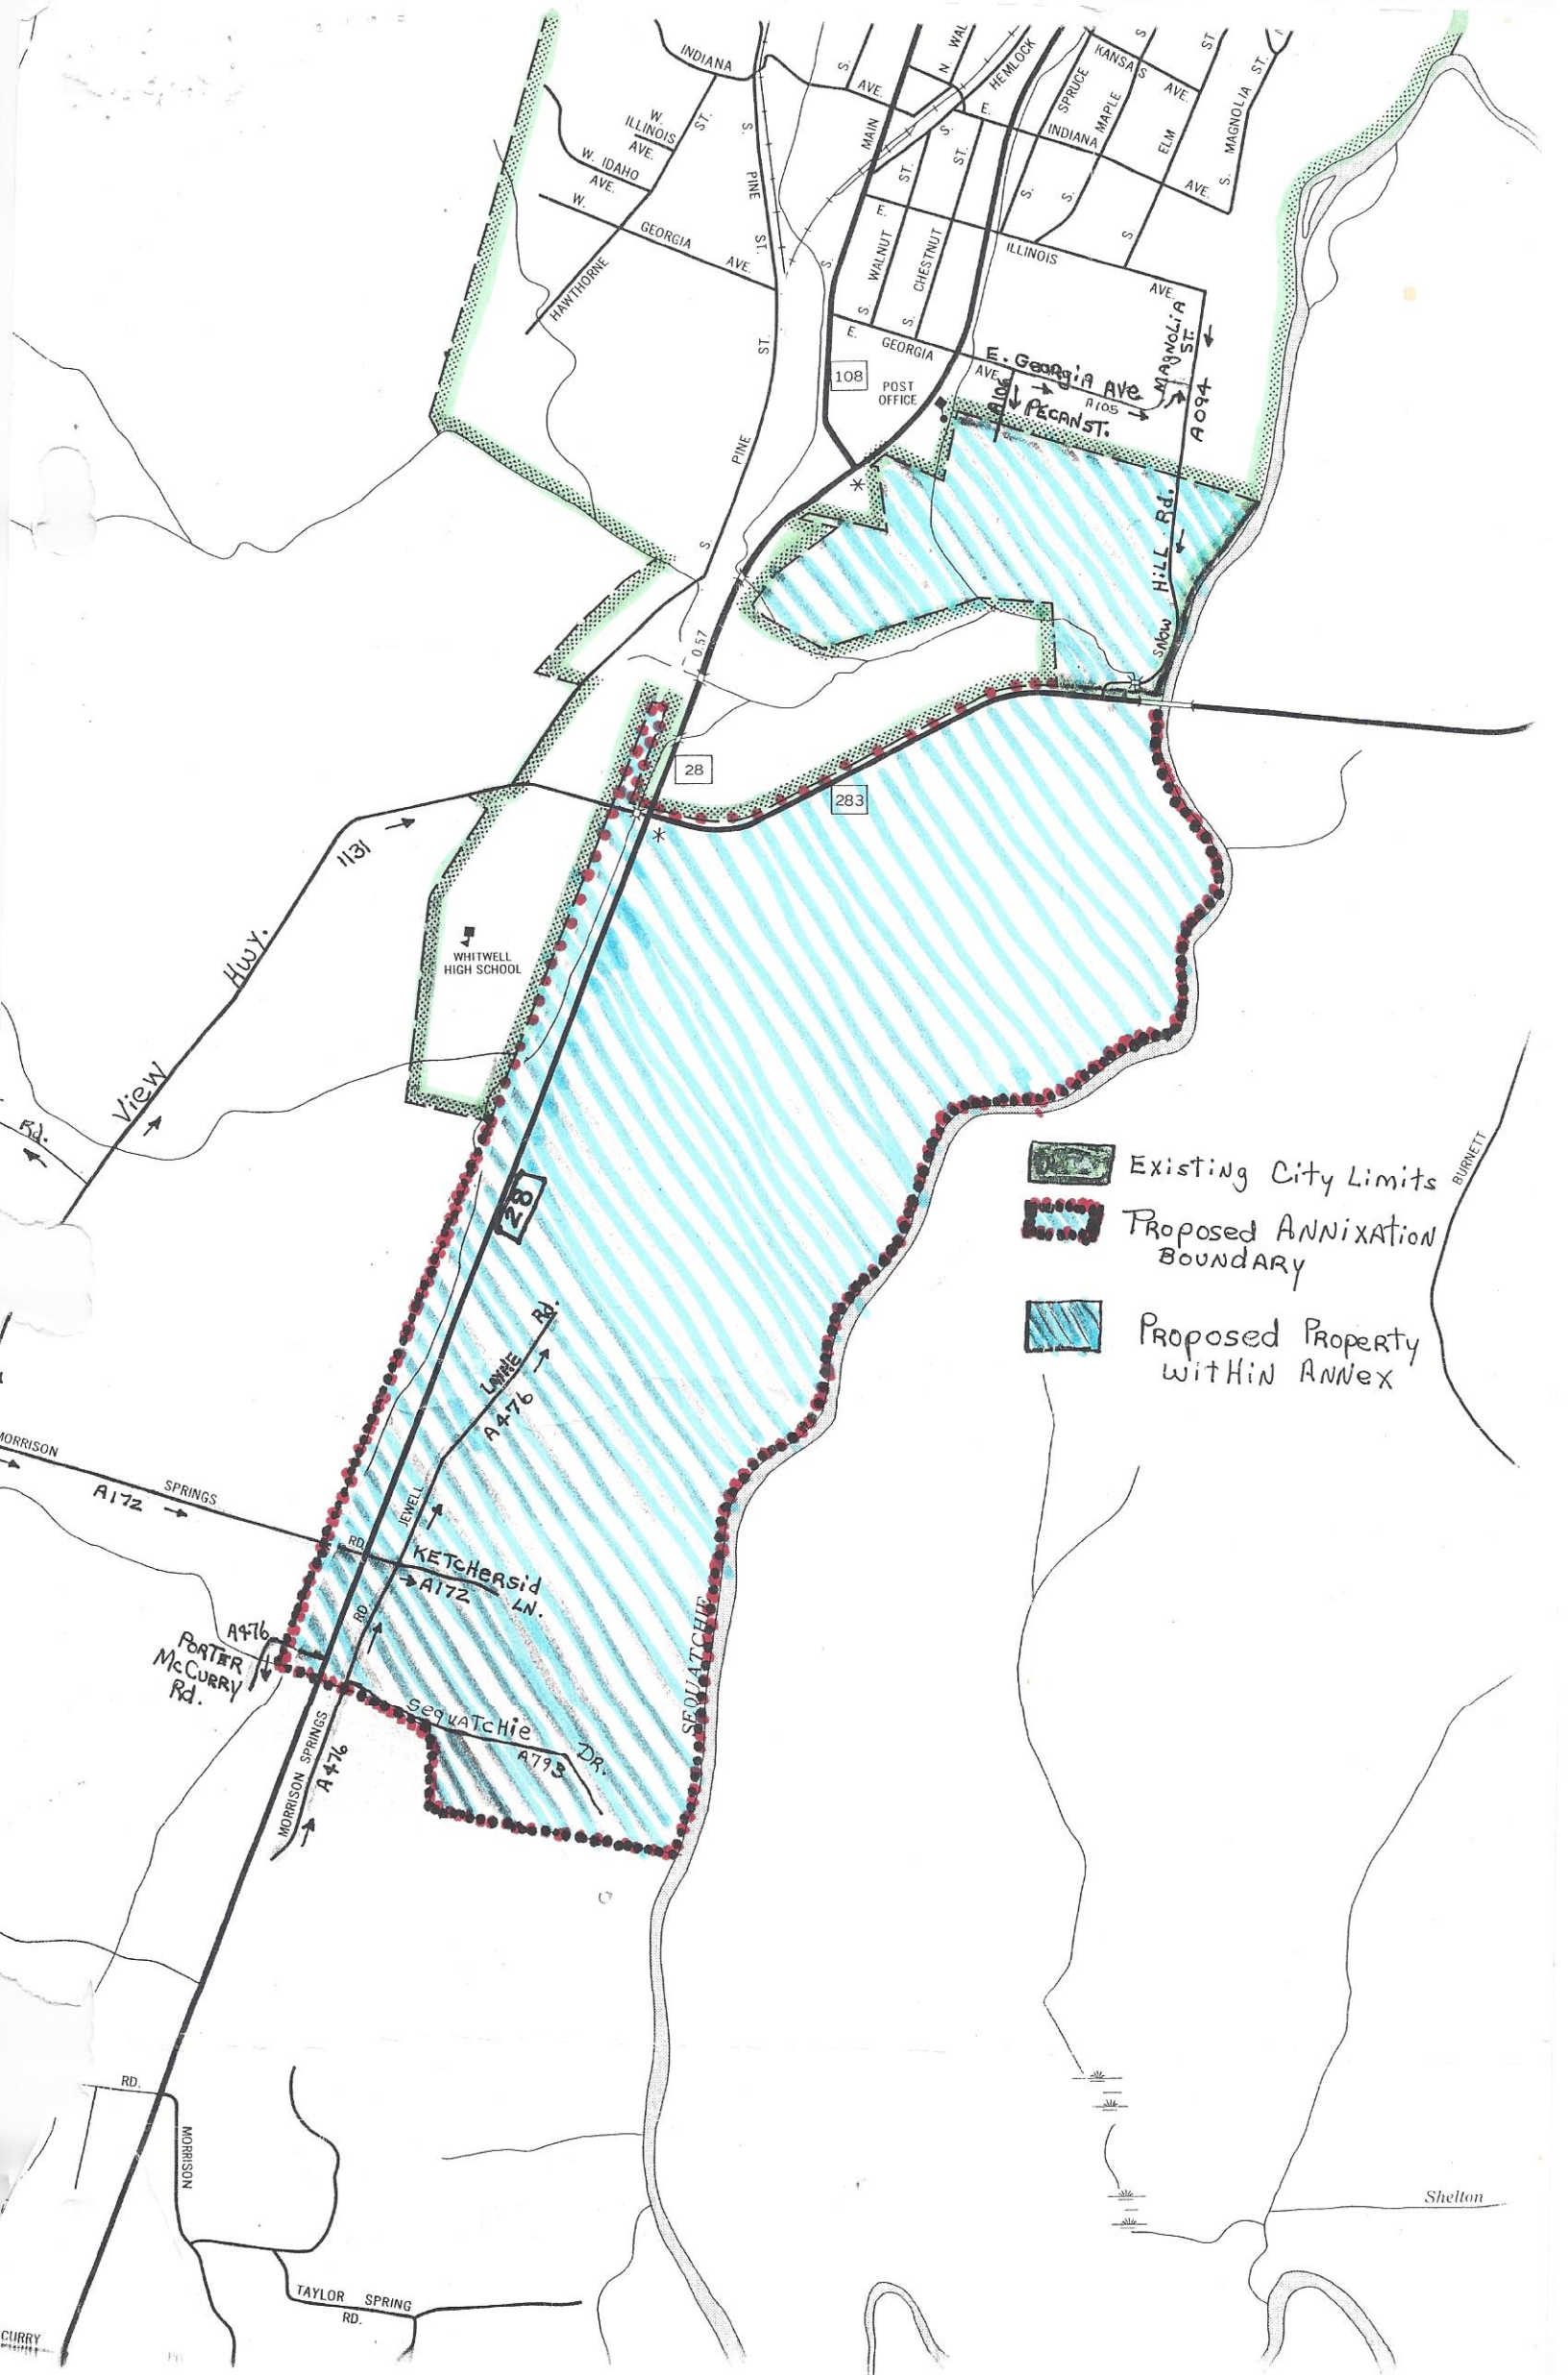 INDIANA
W.
ILLINOIS
AVE.
ST.
W. IDAHO
AVE.
W.
GEORGIA
AVE.
HAWTHORNE
S.
PINE
ST.
ST.
PINE
S.
S.
AVE.
MAIN
S.
N. WAL
HEMLOCK
E.
S.
ST.
ST.
E.
WALNUT
S.
CHESTNUT
S.
E.
GEORGIA
AVE.
SPRUCE
S.
KANSAS
AVE.
S.
MAPLE
S.
INDIANA
AVE.
ELM
ST.
S.
MAGNOLIA ST.
S.
ILLINOIS
AVE.
108
POST
OFFICE
E. Georgia Ave
A105
A106
PECAN ST.
MAGNOLIA
ST.
A094
SNOW HILL Rd.
0.57
28
283
1131
View Hwy.
Rd.
WHITWELL
HIGH SCHOOL
28
BURNETT
Existing City Limits
Proposed ANNIXATION
BOUNDARY
Proposed Property
WITHIN ANNEX
LAYNE Rd.
A476
JEWELL
RD.
MORRISON
SPRINGS
RD.
A172
KETCHERSID
LN.
A172
A476
PORTER
McCURRY
Rd.
SEQUATCHIE
DR.
A793
SEQUATCHIE
MORRISON SPRINGS
A476
RD.
MORRISON
TAYLOR SPRING
RD.
CURRY
Shelton